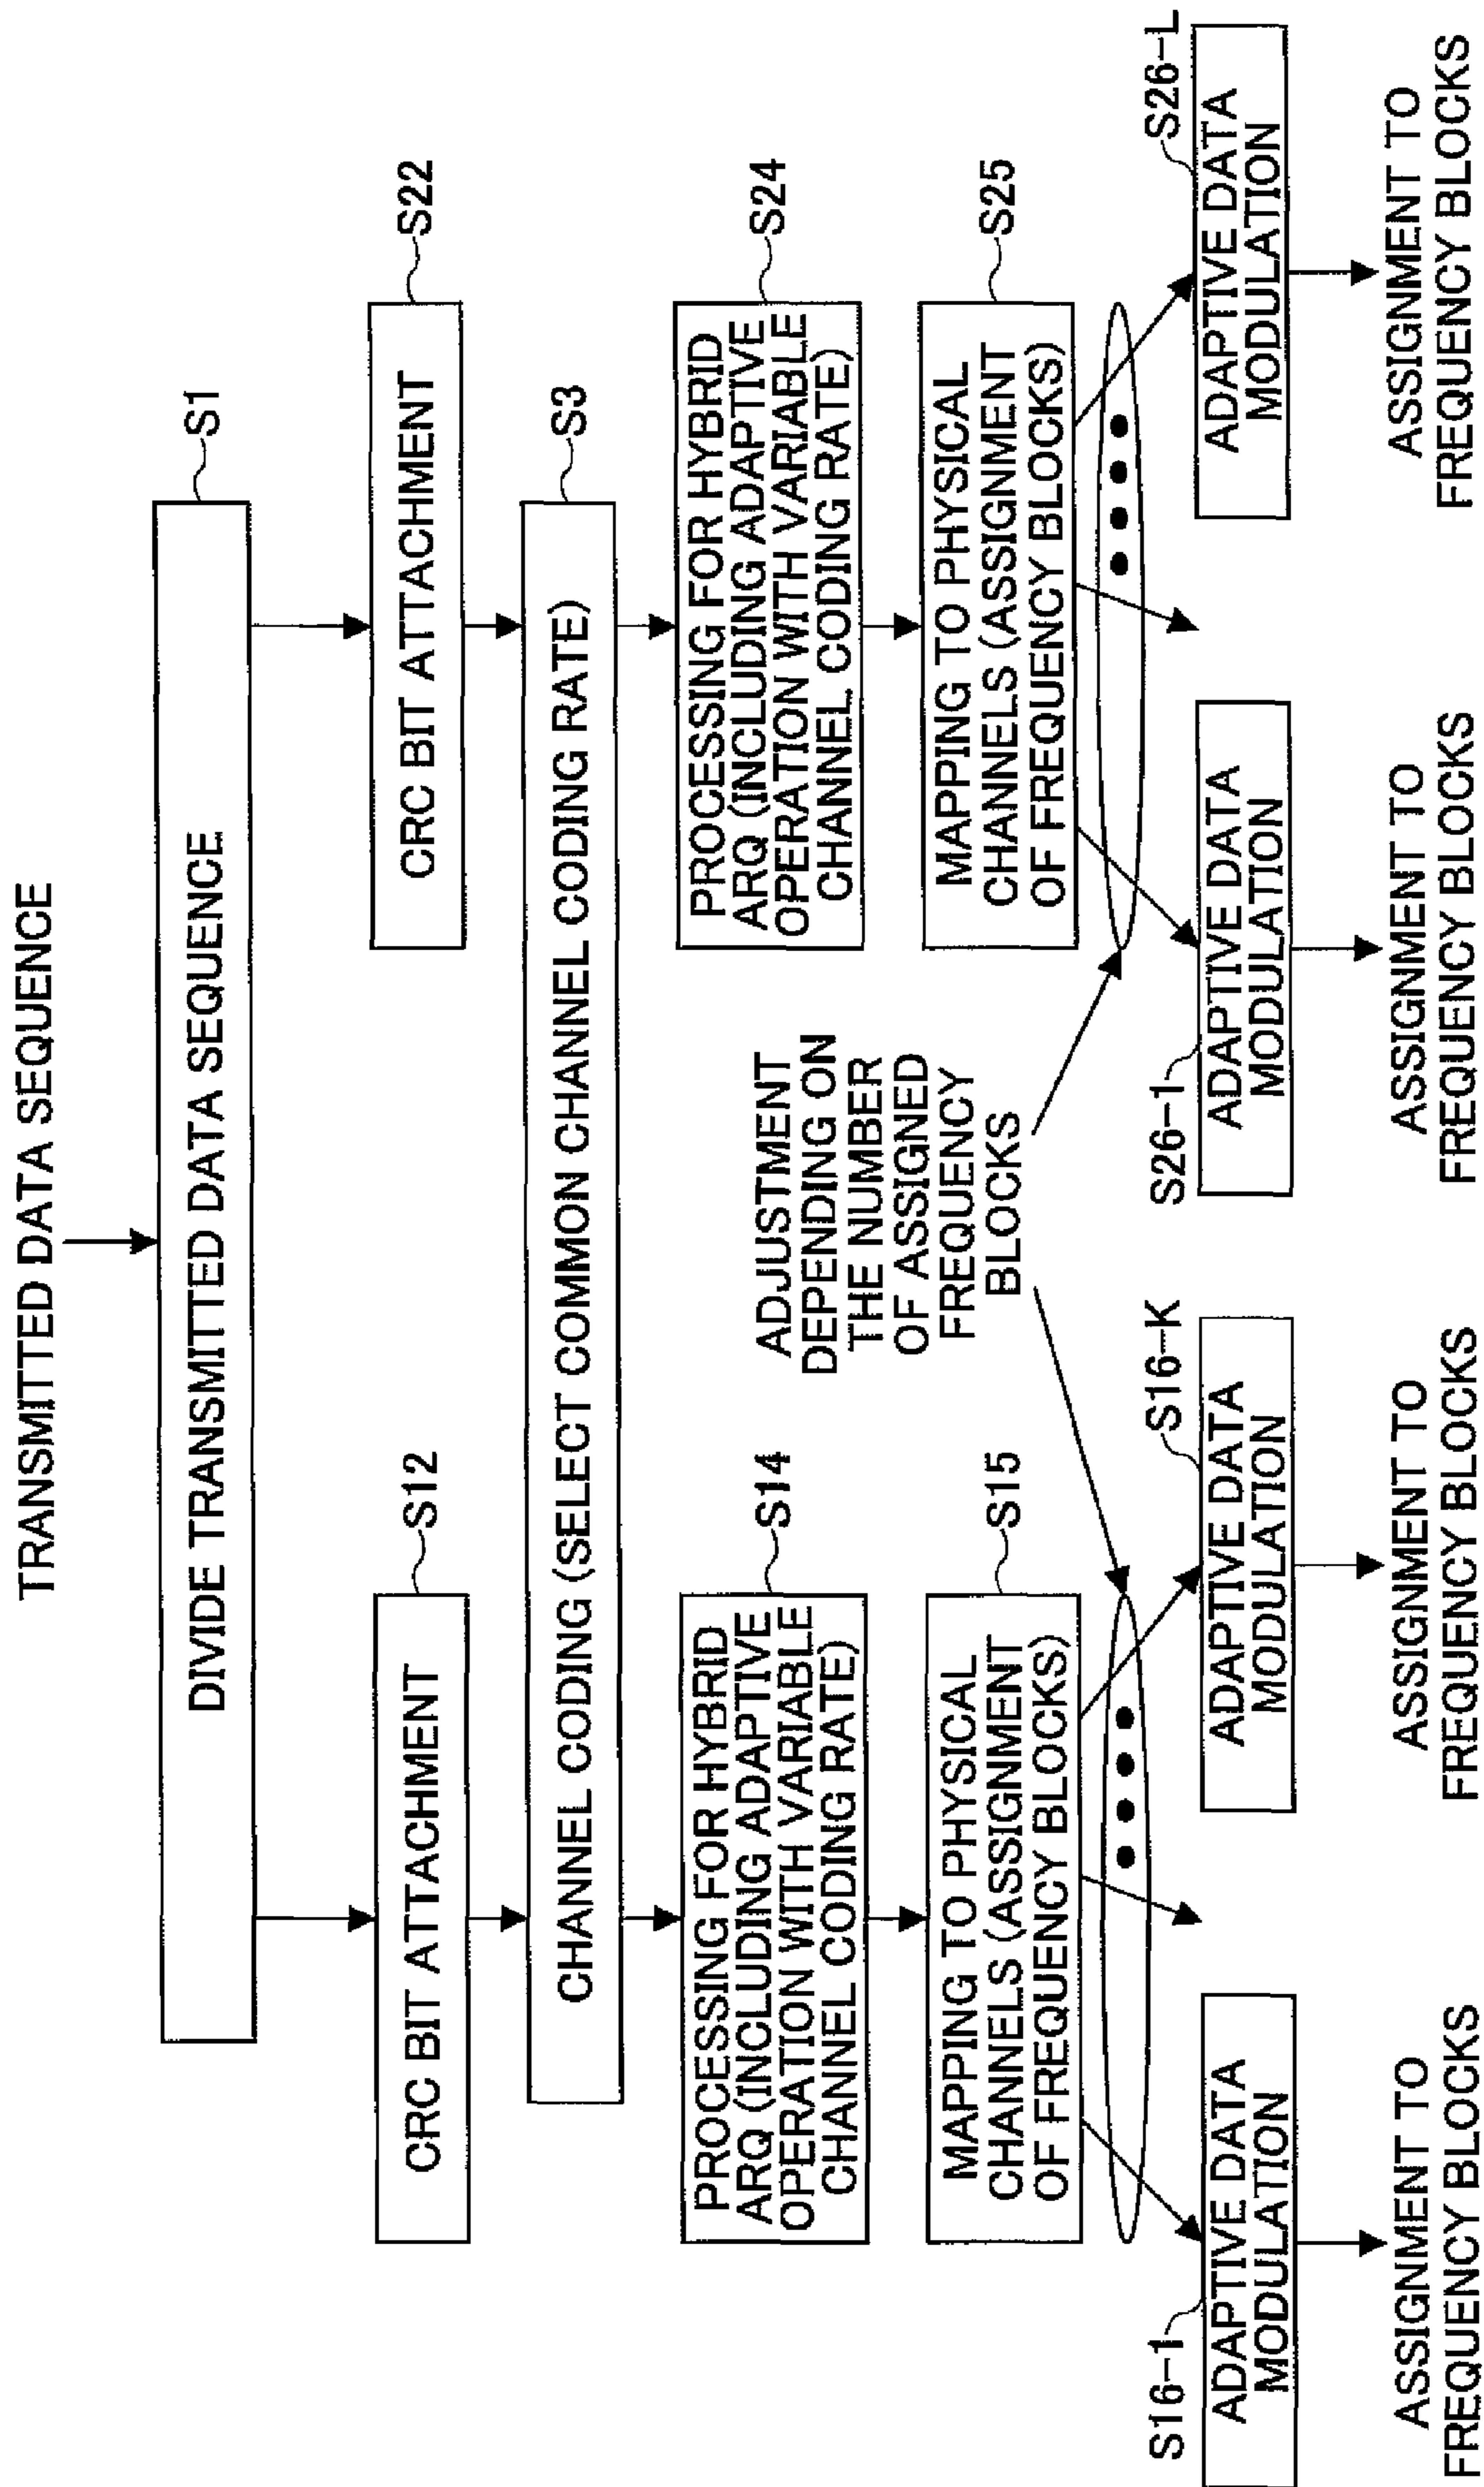 TRANSMITTED DATA SEQUENCE
DIVIDE TRANSMITTED DATA SEQUENCE
S1
CRC BIT ATTACHMENT
S12
CRC BIT ATTACHMENT
S22
CHANNEL CODING (SELECT COMMON CHANNEL CODING RATE)
S3
PROCESSING FOR HYBRID
ARQ (INCLUDING ADAPTIVE
OPERATION WITH VARIABLE
CHANNEL CODING RATE)
S14
PROCESSING FOR HYBRID
ARQ (INCLUDING ADAPTIVE
OPERATION WITH VARIABLE
CHANNEL CODING RATE)
S24
MAPPING TO PHYSICAL
CHANNELS (ASSIGNMENT
OF FREQUENCY BLOCKS)
S15
ADJUSTMENT
DEPENDING ON
THE NUMBER
OF ASSIGNED
FREQUENCY
BLOCKS
MAPPING TO PHYSICAL
CHANNELS (ASSIGNMENT
OF FREQUENCY BLOCKS)
S25
S16-1
ADAPTIVE DATA
MODULATION
S16-K
ADAPTIVE DATA
MODULATION
S26-1
ADAPTIVE DATA
MODULATION
S26-L
ADAPTIVE DATA
MODULATION
ASSIGNMENT TO
FREQUENCY BLOCKS
ASSIGNMENT TO
FREQUENCY BLOCKS
ASSIGNMENT TO
FREQUENCY BLOCKS
ASSIGNMENT TO
FREQUENCY BLOCKS